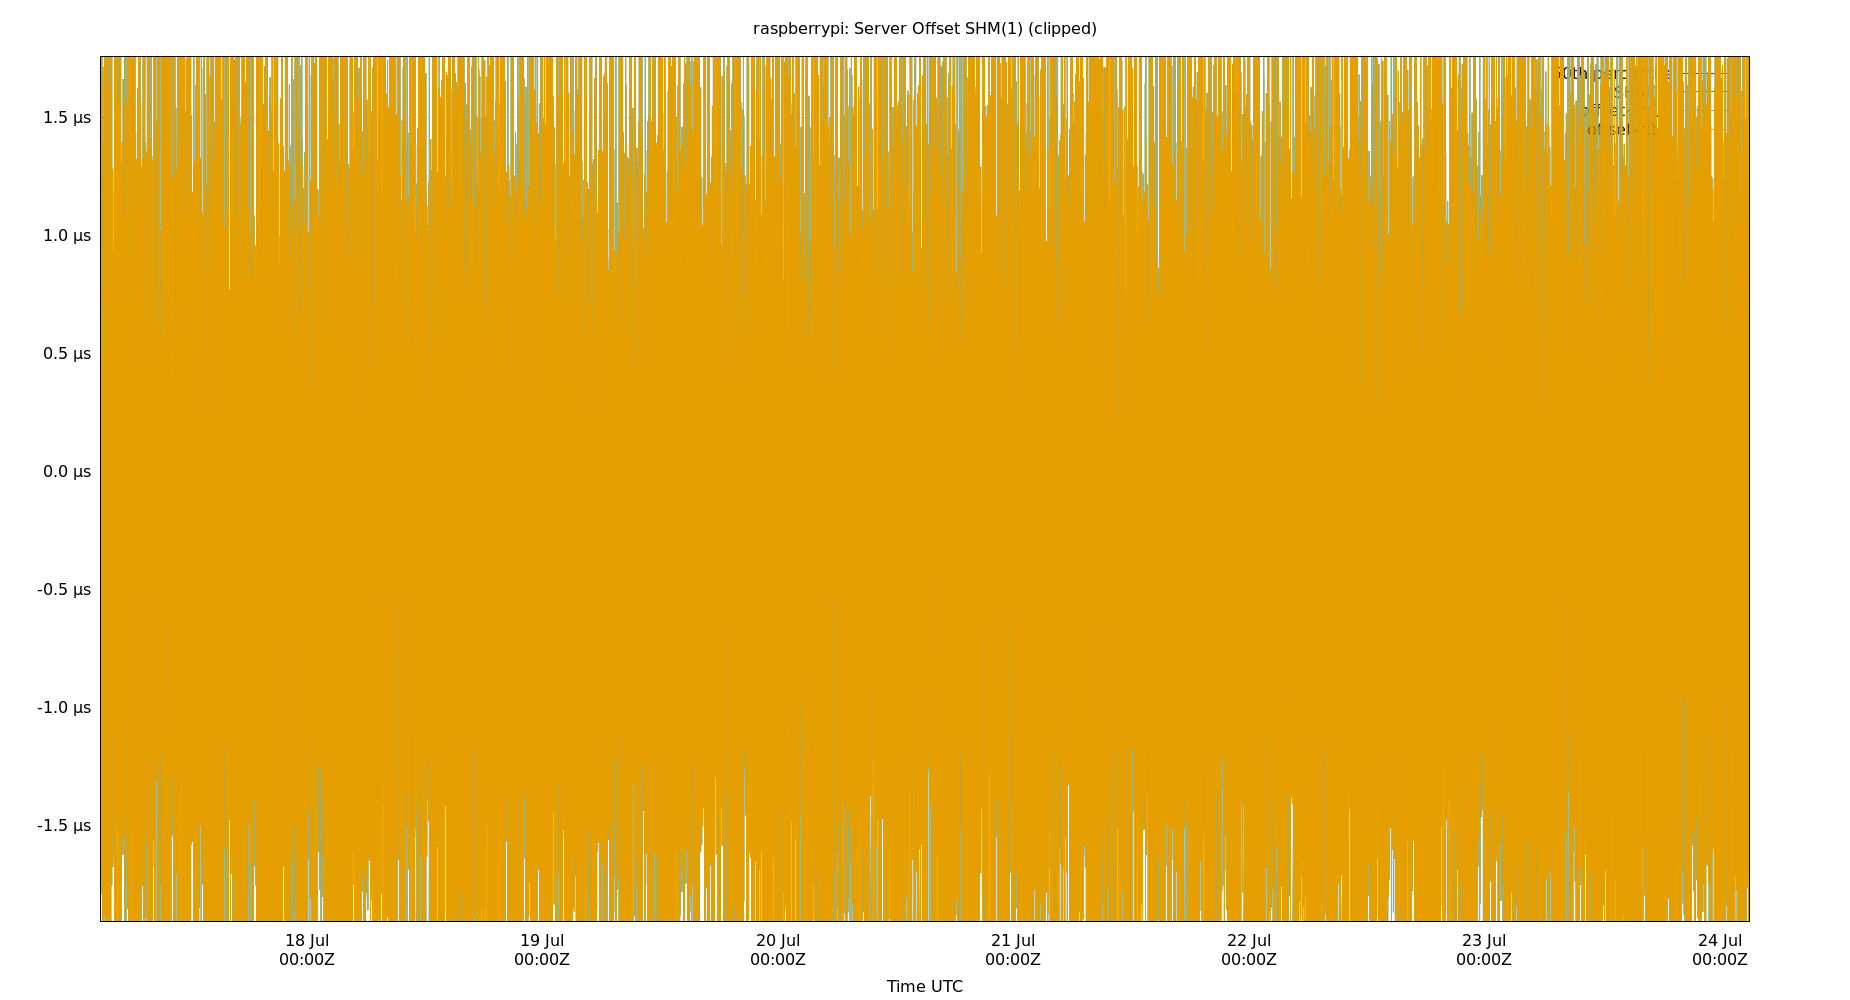 raspberrypi: Server Offset SHM(1) (clipped)
1.5 µs
1.0 µs
0.5 µs
0.0 µs
-0.5 µs
-1.0 µs
-1.5 µs
18 Jul 19 Jul 20 Jul 21 Jul 22 Jul 23 Jul 24 Jul
00:00Z 00:00Z 00:00Z 00:00Z 00:00Z 00:00Z 00:00Z
Time UTC